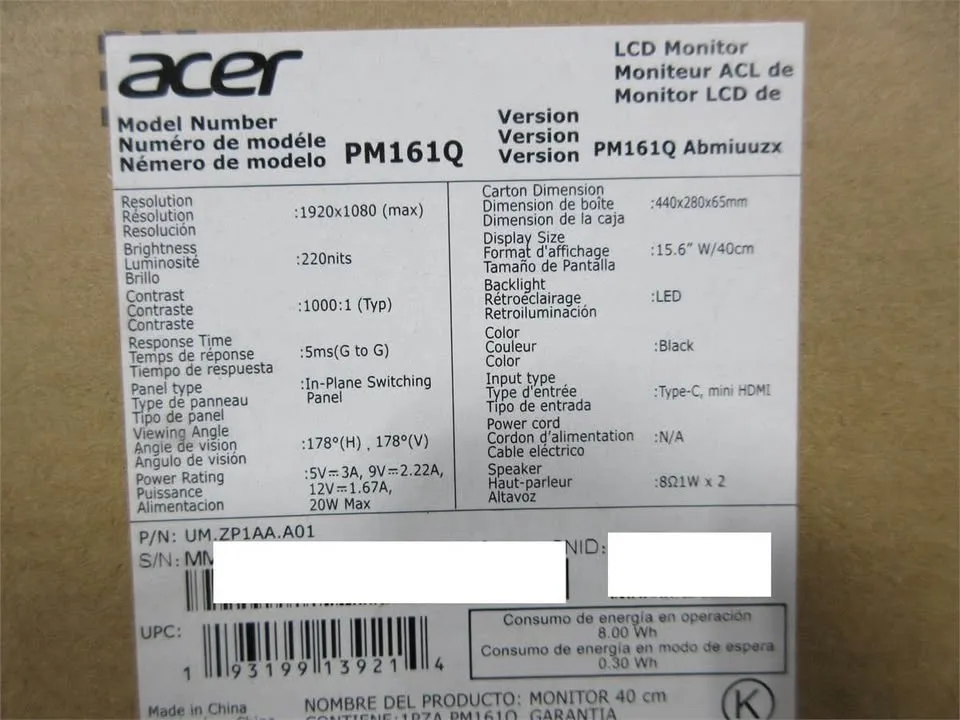 acer
LCD Monitor
Moniteur ACL de
Monitor LCD de
Model Number
Numéro de modéle
Némero de modelo
PM161Q
Version
Version
Version
PM161Q Abmiuuzx
Resolution
Résolution
Resolución
:1920x1080 (max)
Brightness
Luminosité
Brillo
:220nits
Contrast
Contraste
Contraste
:1000:1 (Typ)
Response Time
Temps de réponse
Tiempo de respuesta
:5ms(G to G)
Panel type
Type de panneau
Tipo de panel
:In-Plane Switching
Panel
Viewing Angle
Angle de vision
Angulo de visión
:178°(H) , 178°(V)
Power Rating
Puissance
Alimentacion
:5V⎓3A, 9V⎓2.22A,
12V⎓1.67A,
20W Max
Carton Dimension
Dimension de boîte
Dimension de la caja
:440x280x65mm
Display Size
Format d'affichage
Tamaño de Pantalla
:15.6" W/40cm
Backlight
Rétroéclairage
Retroiluminación
:LED
Color
Couleur
Color
:Black
Input type
Type d'entrée
Tipo de entrada
:Type-C, mini HDMI
Power cord
Cordon d'alimentation
Cable eléctrico
:N/A
Speaker
Haut-parleur
Altavoz
:8Ω1W x 2
P/N: UM.ZP1AA.A01
S/N: MM
NID:
UPC:
1 93199 13921 4
Consumo de energía en operación
8.00 Wh
Consumo de energía en modo de espera
0.30 Wh
Made in China
NOMBRE DEL PRODUCTO: MONITOR 40 cm
CONTIENE:1PZA PM161Q, GARANTIA
K